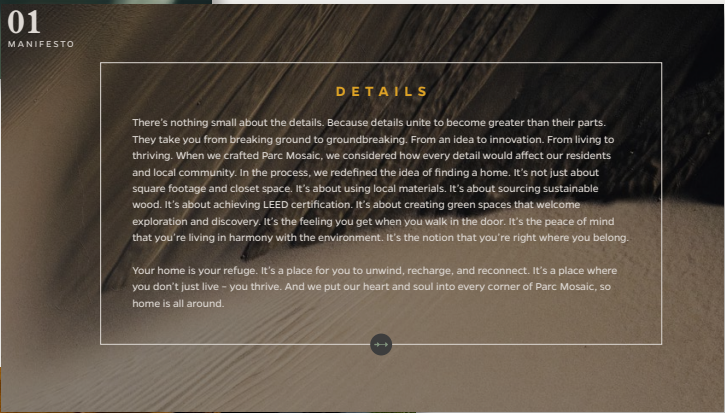 01
MANIFESTO
DETAILS
There's nothing small about the details. Because details unite to become greater than their parts.
They take you from breaking ground to groundbreaking. From an idea to innovation. From living to
thriving. When we crafted Parc Mosaic, we considered how every detail would affect our residents
and local community. In the process, we redefined the idea of finding a home. It's not just about
square footage and closet space. It's about using local materials. It's about sourcing sustainable
wood. It's about achieving LEED certification. It's about creating green spaces that welcome
exploration and discovery. It's the feeling you get when you walk in the door. It's the peace of mind
that you're living in harmony with the environment. It's the notion that you're right where you belong.
Your home is your refuge. It's a place for you to unwind, recharge, and reconnect. It's a place where
you don't just live – you thrive. And we put our heart and soul into every corner of Parc Mosaic, so
home is all around.